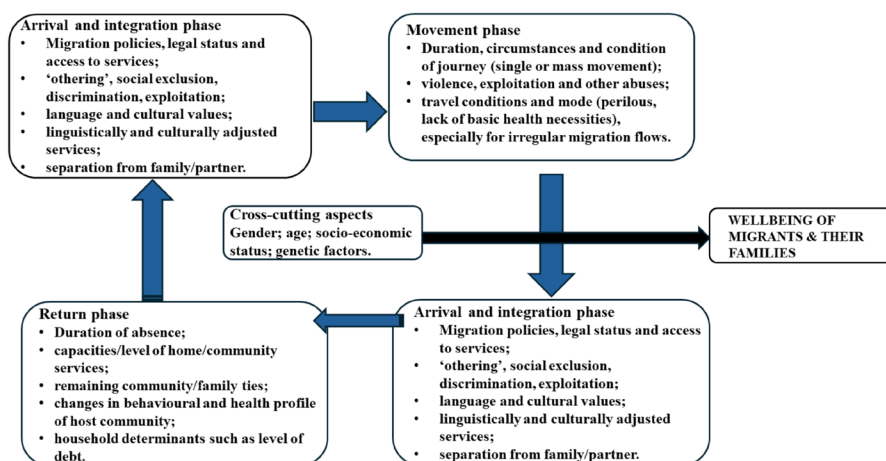 Arrival and integration phase
• Migration policies, legal status and
access to services;
• ‘othering’, social exclusion,
discrimination, exploitation;
• language and cultural values;
• linguistically and culturally adjusted
services;
• separation from family/partner.
Movement phase
• Duration, circumstances and condition
of journey (single or mass movement);
• violence, exploitation and other abuses;
• travel conditions and mode (perilous,
lack of basic health necessities),
especially for irregular migration flows.
Cross-cutting aspects
Gender; age; socio-economic
status; genetic factors.
WELLBEING OF
MIGRANTS & THEIR
FAMILIES
Return phase
• Duration of absence;
• capacities/level of home/community
services;
• remaining community/family ties;
• changes in behavioural and health profile
of host community;
• household determinants such as level of
debt.
Arrival and integration phase
• Migration policies, legal status and access
to services;
• ‘othering’, social exclusion,
discrimination, exploitation;
• language and cultural values;
• linguistically and culturally adjusted
services;
• separation from family/partner.